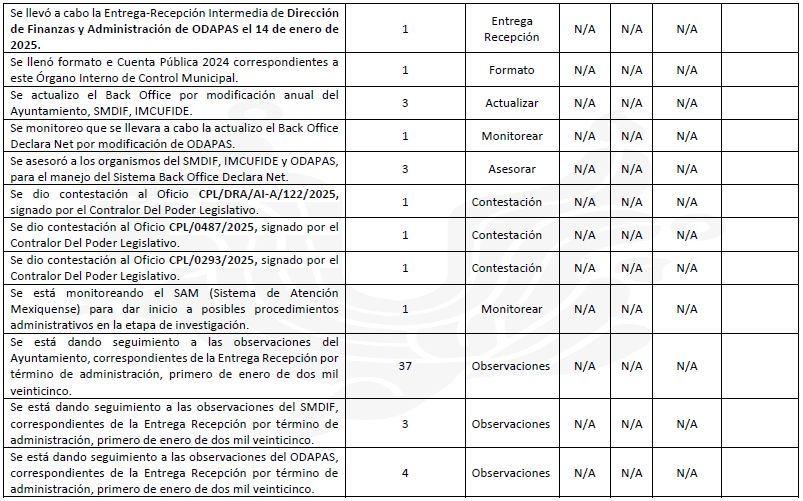 Se llevó a cabo la Entrega-Recepción Intermedia de Dirección
de Finanzas y Administración de ODAPAS el 14 de enero de
2025.
1
Entrega
Recepción
N/A
N/A
N/A
Se llenó formato e Cuenta Pública 2024 correspondientes a
este Órgano Interno de Control Municipal.
1
Formato
N/A
N/A
N/A
Se actualizo el Back Office por modificación anual del
Ayuntamiento, SMDIF, IMCUFIDE.
3
Actualizar
N/A
N/A
N/A
Se monitoreo que se llevara a cabo la actualizo el Back Office
Declara Net por modificación de ODAPAS.
1
Monitorear
N/A
N/A
N/A
Se asesoró a los organismos del SMDIF, IMCUFIDE y ODAPAS,
para el manejo del Sistema Back Office Declara Net.
3
Asesorar
N/A
N/A
N/A
Se dio contestación al Oficio CPL/DRA/AI-A/122/2025,
signado por el Contralor Del Poder Legislativo.
1
Contestación
N/A
N/A
N/A
Se dio contestación al Oficio CPL/0487/2025, signado por el
Contralor Del Poder Legislativo.
1
Contestación
N/A
N/A
N/A
Se dio contestación al Oficio CPL/0293/2025, signado por el
Contralor Del Poder Legislativo.
1
Contestación
N/A
N/A
N/A
Se está monitoreando el SAM (Sistema de Atención
Mexiquense) para dar inicio a posibles procedimientos
administrativos en la etapa de investigación.
1
Monitorear
N/A
N/A
N/A
Se está dando seguimiento a las observaciones del
Ayuntamiento, correspondientes de la Entrega Recepción por
término de administración, primero de enero de dos mil
veinticinco.
37
Observaciones
N/A
N/A
N/A
Se está dando seguimiento a las observaciones del SMDIF,
correspondientes de la Entrega Recepción por término de
administración, primero de enero de dos mil veinticinco.
3
Observaciones
N/A
N/A
N/A
Se está dando seguimiento a las observaciones del ODAPAS,
correspondientes de la Entrega Recepción por término de
administración, primero de enero de dos mil veinticinco.
4
Observaciones
N/A
N/A
N/A